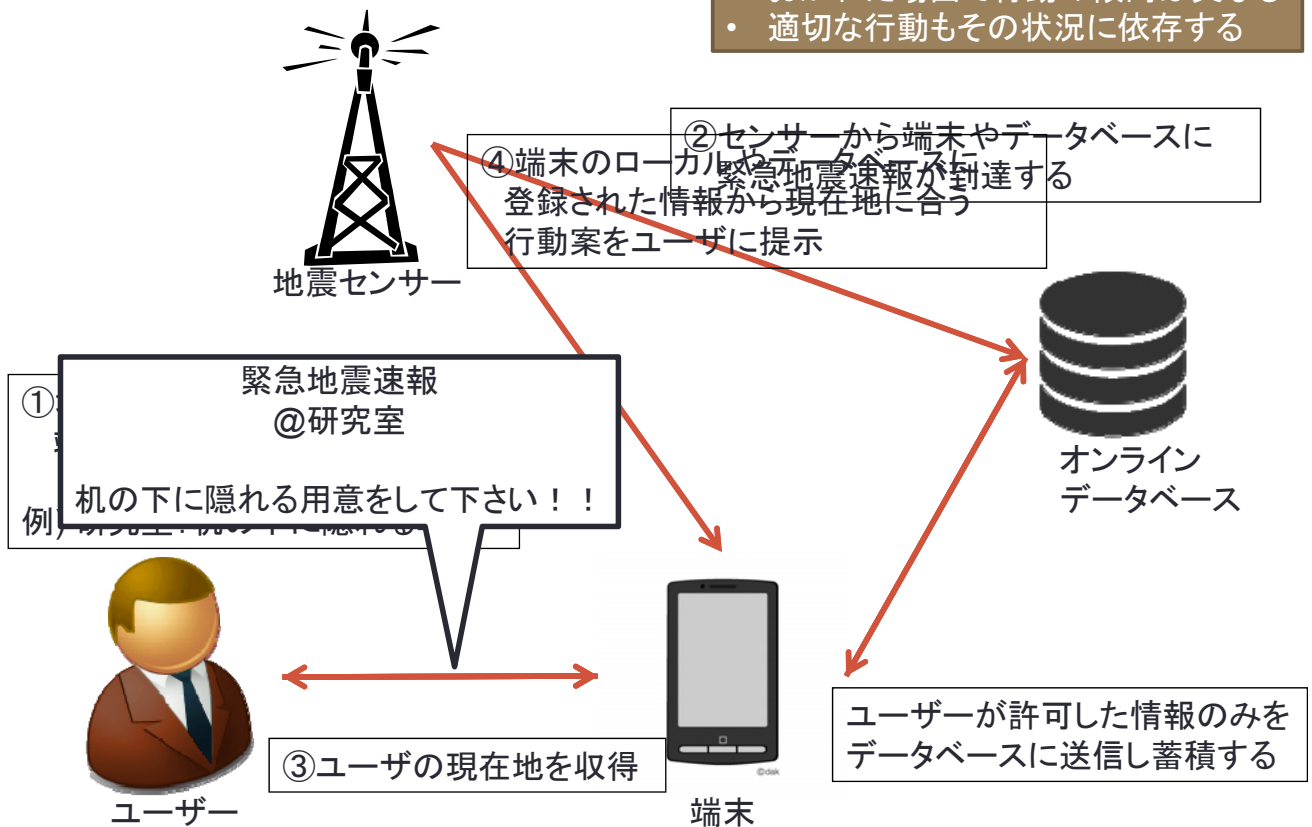 • 適切な行動もその状況に依存する
②センサーから端末やデータベースに
緊急地震速報が到達する
④端末のローカルやデータベースに
登録された情報から現在地に合う
行動案をユーザに提示
地震センサー
緊急地震速報
@研究室
机の下に隠れる用意をして下さい！！
①
例)
オンライン
データベース
ユーザーが許可した情報のみを
データベースに送信し蓄積する
③ユーザの現在地を収得
©dak
ユーザー
端末